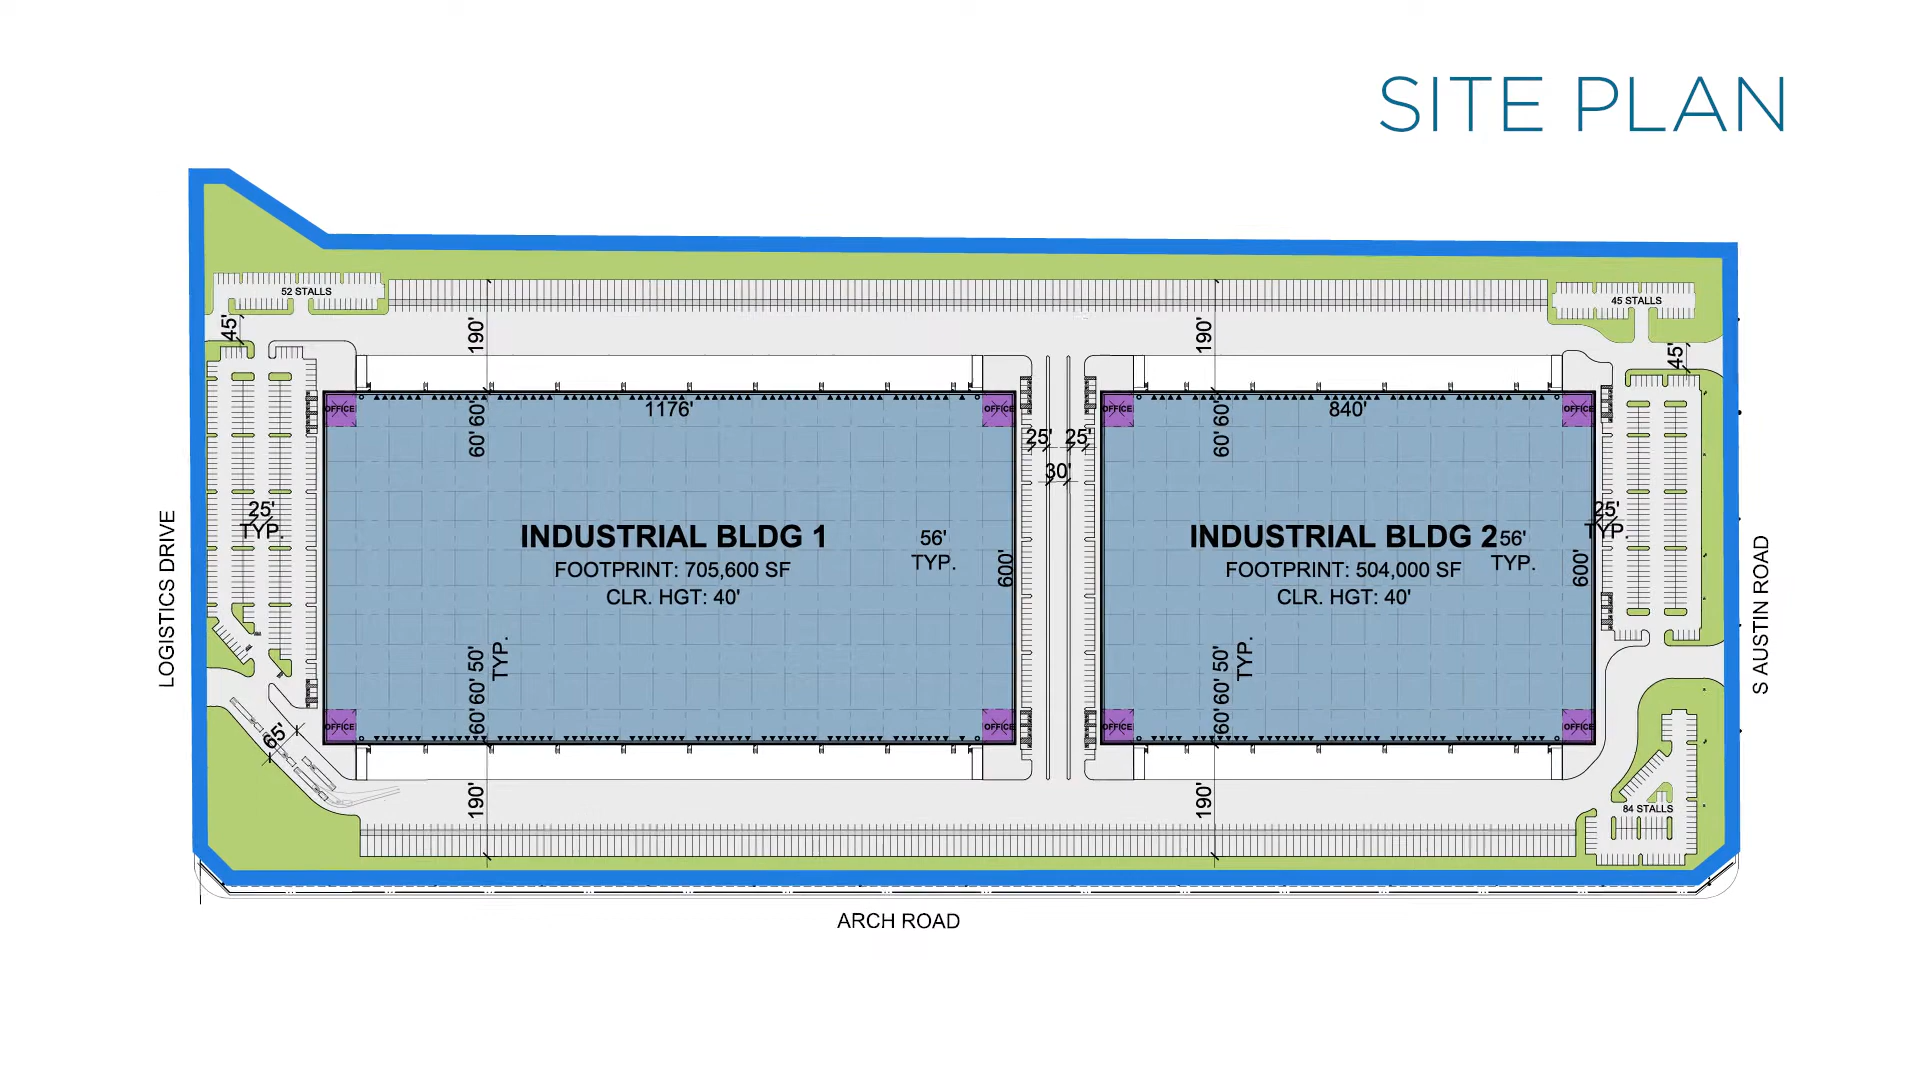 SITE PLAN
52 STALLS
45 STALLS
45'
190'
190'
45'
OFFICE
60' 60'
1176'
OFFICE
OFFICE
60' 60'
840'
OFFICE
25'
25'
30'
LOGISTICS DRIVE
25'
TYP.
INDUSTRIAL BLDG 1
FOOTPRINT: 705,600 SF
CLR. HGT: 40'
56'
TYP.
600'
INDUSTRIAL BLDG 2
FOOTPRINT: 504,000 SF
CLR. HGT: 40'
56'
TYP.
600'
25'
TYP.
S AUSTIN ROAD
60' 60' 50'
TYP.
60' 60' 50'
TYP.
OFFICE
OFFICE
OFFICE
OFFICE
65'
190'
190'
84 STALLS
ARCH ROAD